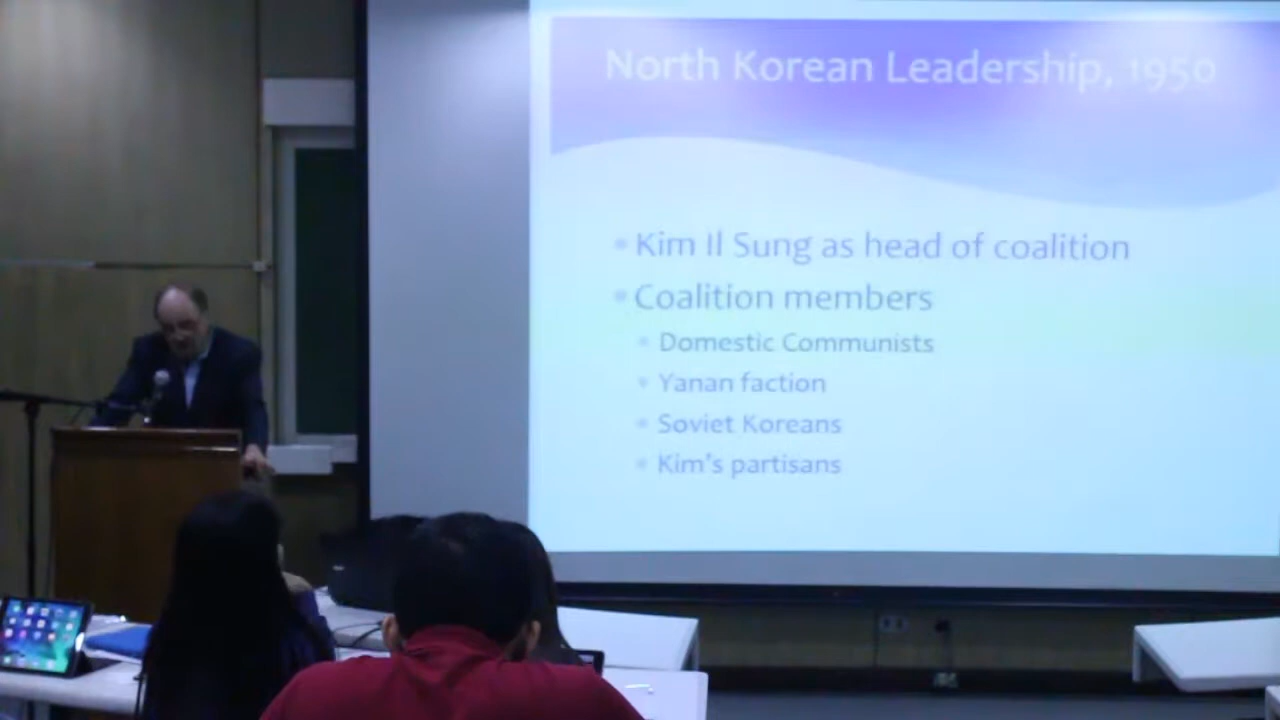 North Korean Leadership, 1950
Kim Il Sung as head of coalition
Coalition members
Domestic Communists
Yanan faction
Soviet Koreans
Kim's partisans